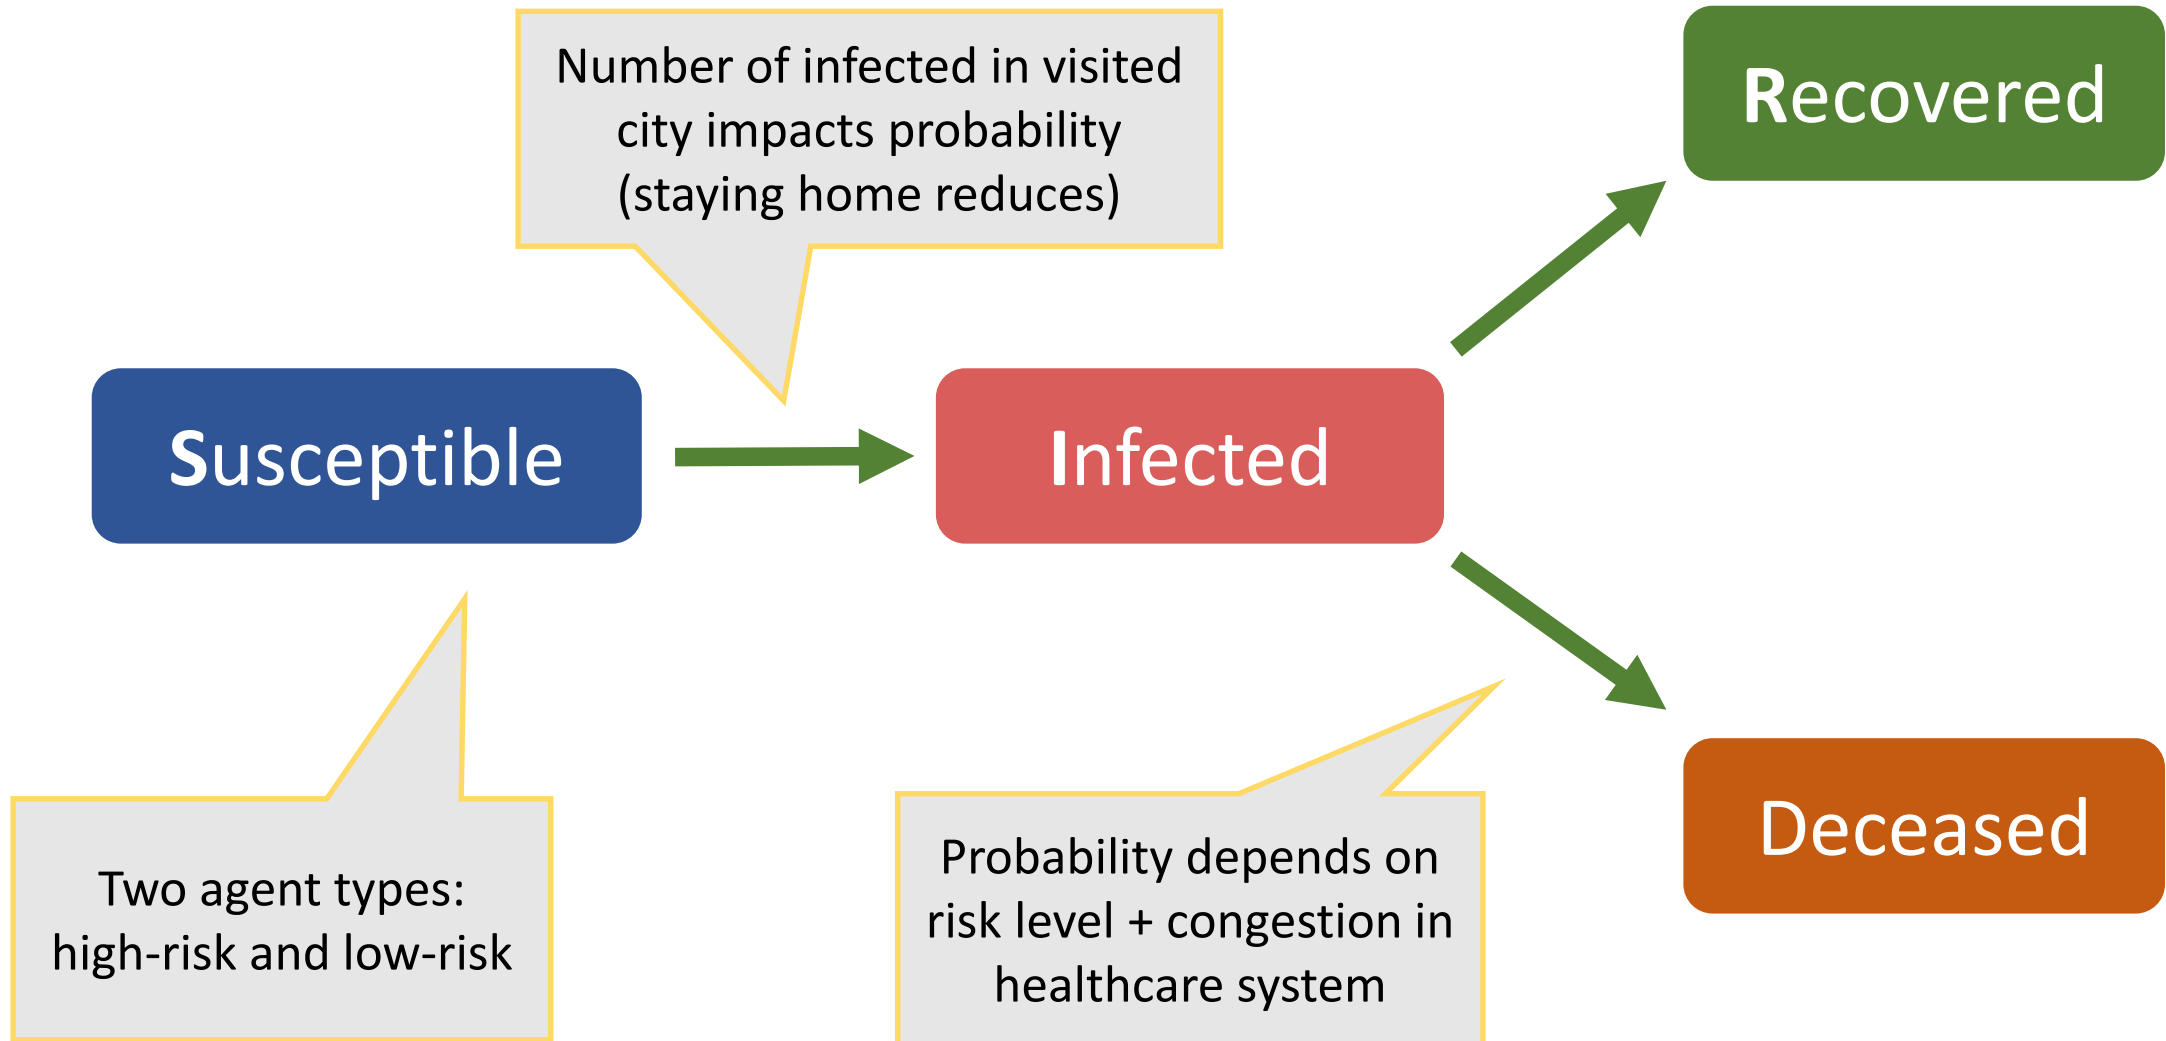 Number of infected in visited
city impacts probability
(staying home reduces)
Recovered
Susceptible
Infected
Two agent types:
high-risk and low-risk
Probability depends on
risk level + congestion in
healthcare system
Deceased